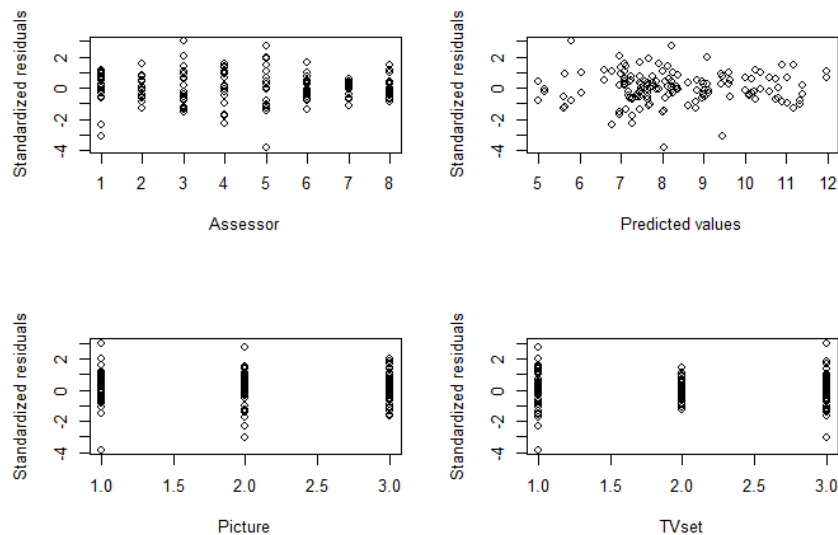 Standardized residuals
2
0
-2
-4
1 2 3 4 5 6 7 8
Assessor
Standardized residuals
2
0
-2
-4
5 6 7 8 9 10 11 12
Predicted values
Standardized residuals
2
0
-2
-4
1.0 1.5 2.0 2.5 3.0
Picture
Standardized residuals
2
0
-2
-4
1.0 1.5 2.0 2.5 3.0
TVset